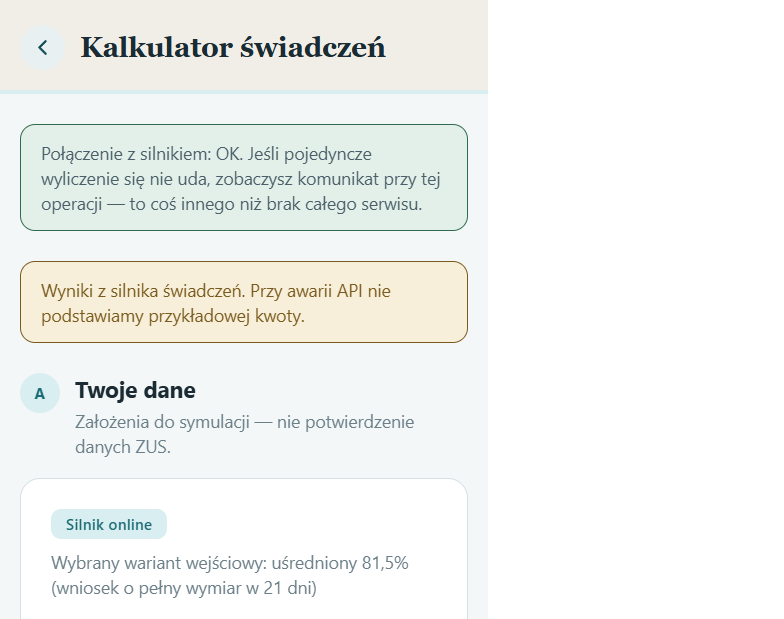 Kalkulator świadczeń
Połączenie z silnikiem: OK. Jeśli pojedyncze
wyliczenie się nie uda, zobaczysz komunikat przy tej
operacji — to coś innego niż brak całego serwisu.
Wyniki z silnika świadczeń. Przy awarii API nie
podstawiamy przykładowej kwoty.
A
Twoje dane
Założenia do symulacji — nie potwierdzenie
danych ZUS.
Silnik online
Wybrany wariant wejściowy: uśredniony 81,5%
(wniosek o pełny wymiar w 21 dni)